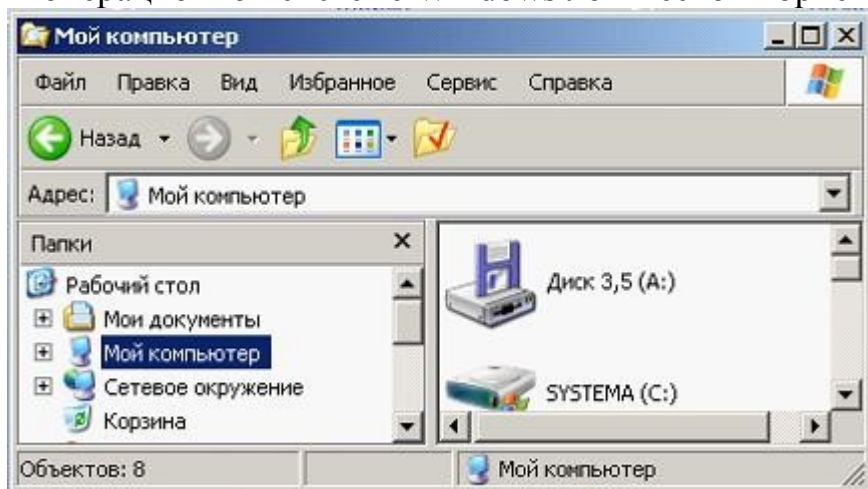 Мой компьютер
Файл Правка Вид Избранное Сервис Справка
Назад
Адрес: Мой компьютер
Папки
Рабочий стол
Мои документы
Мой компьютер
Сетевое окружение
Корзина
Диск 3,5 (A:)
SYSTEMA (C:)
Объектов: 8
Мой компьютер